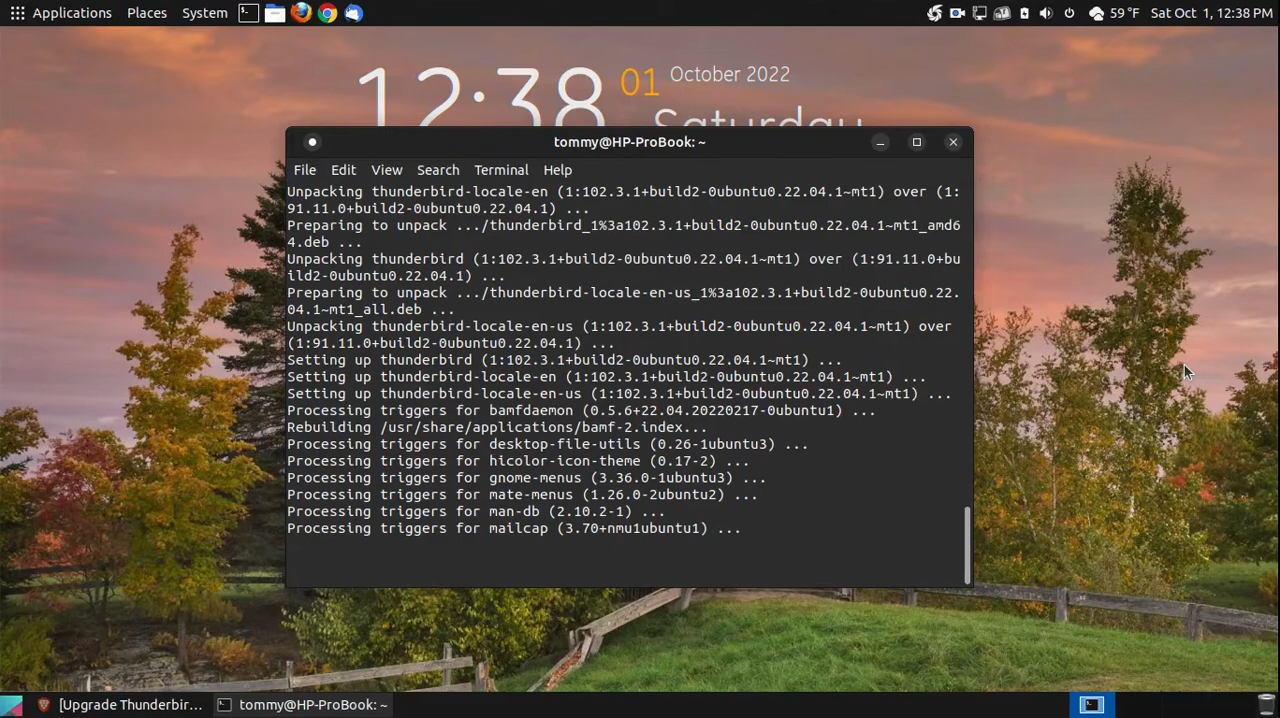 Applications Places System 59 °F Sat Oct 1, 12:38 PM
12:38 01 October 2022
Saturday
tommy@HP-ProBook: ~
File Edit View Search Terminal Help
Unpacking thunderbird-locale-en (1:102.3.1+build2-0ubuntu0.22.04.1~mt1) over (1:
91.11.0+build2-0ubuntu0.22.04.1) ...
Preparing to unpack .../thunderbird_1%3a102.3.1+build2-0ubuntu0.22.04.1~mt1_amd6
4.deb ...
Unpacking thunderbird (1:102.3.1+build2-0ubuntu0.22.04.1~mt1) over (1:91.11.0+bu
ild2-0ubuntu0.22.04.1) ...
Preparing to unpack .../thunderbird-locale-en-us_1%3a102.3.1+build2-0ubuntu0.22.
04.1~mt1_all.deb ...
Unpacking thunderbird-locale-en-us (1:102.3.1+build2-0ubuntu0.22.04.1~mt1) over
(1:91.11.0+build2-0ubuntu0.22.04.1) ...
Setting up thunderbird (1:102.3.1+build2-0ubuntu0.22.04.1~mt1) ...
Setting up thunderbird-locale-en (1:102.3.1+build2-0ubuntu0.22.04.1~mt1) ...
Setting up thunderbird-locale-en-us (1:102.3.1+build2-0ubuntu0.22.04.1~mt1) ...
Processing triggers for bamfdaemon (0.5.6+22.04.20220217-0ubuntu1) ...
Rebuilding /usr/share/applications/bamf-2.index...
Processing triggers for desktop-file-utils (0.26-1ubuntu3) ...
Processing triggers for hicolor-icon-theme (0.17-2) ...
Processing triggers for gnome-menus (3.36.0-1ubuntu3) ...
Processing triggers for mate-menus (1.26.0-2ubuntu2) ...
Processing triggers for man-db (2.10.2-1) ...
Processing triggers for mailcap (3.70+nmu1ubuntu1) ...
[Upgrade Thunderbir... tommy@HP-ProBook: ~